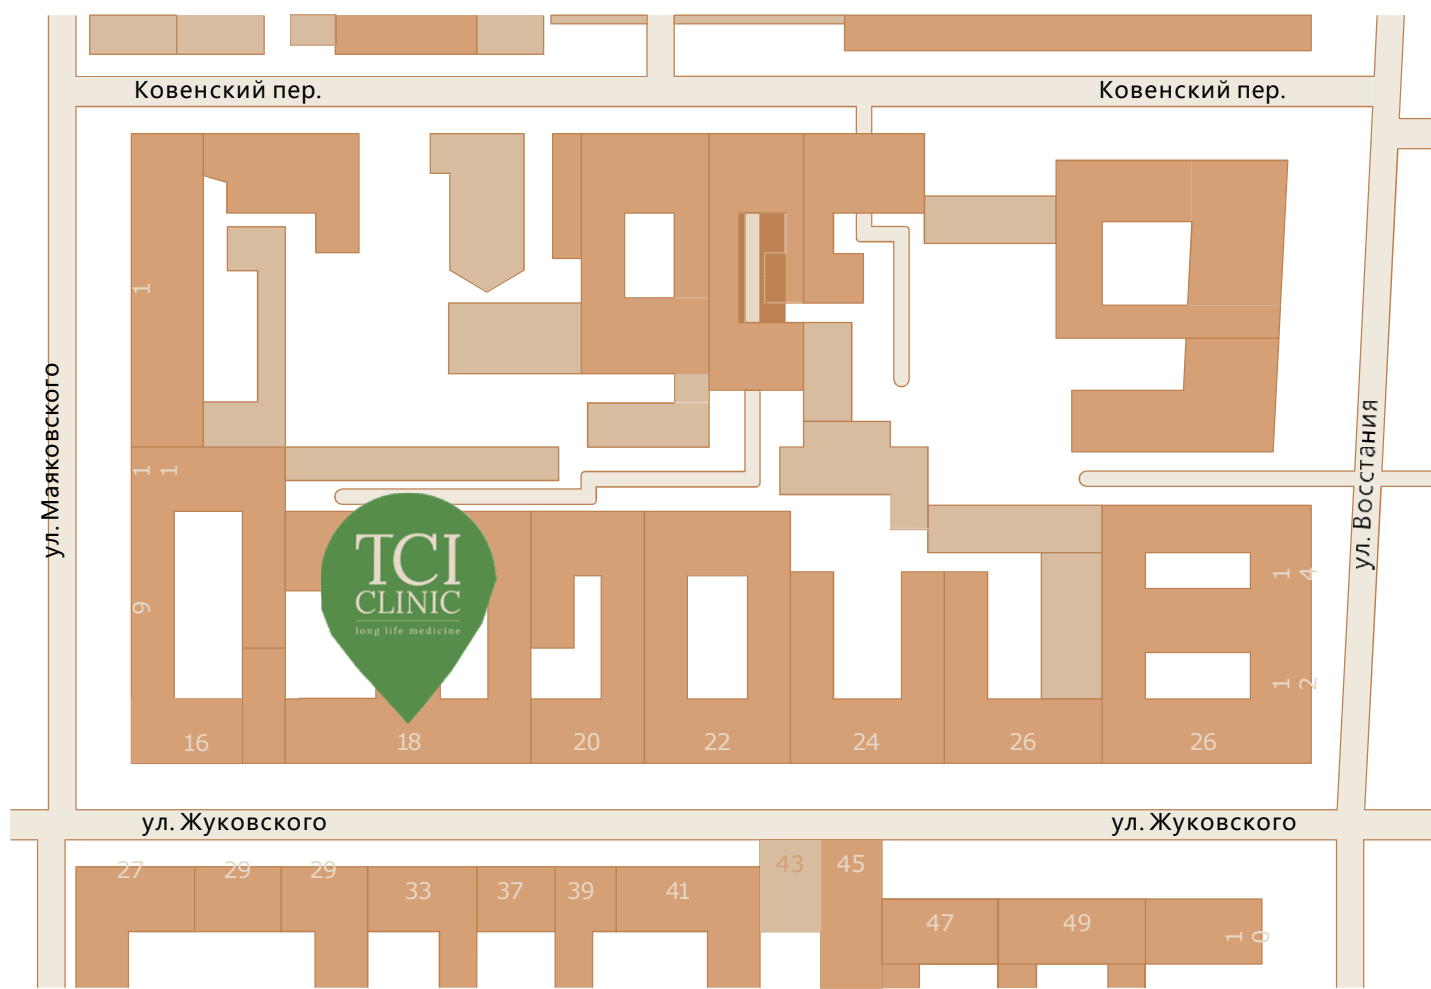 Ковенский пер.
Ковенский пер.
1
ул. Маяковского
ул. Восстания
11
TCI
CLINIC
long life medicine
9
14
12
16
18
20
22
24
26
26
ул. Жуковского
ул. Жуковского
27
29
29
33
37
39
41
43
45
47
49
10